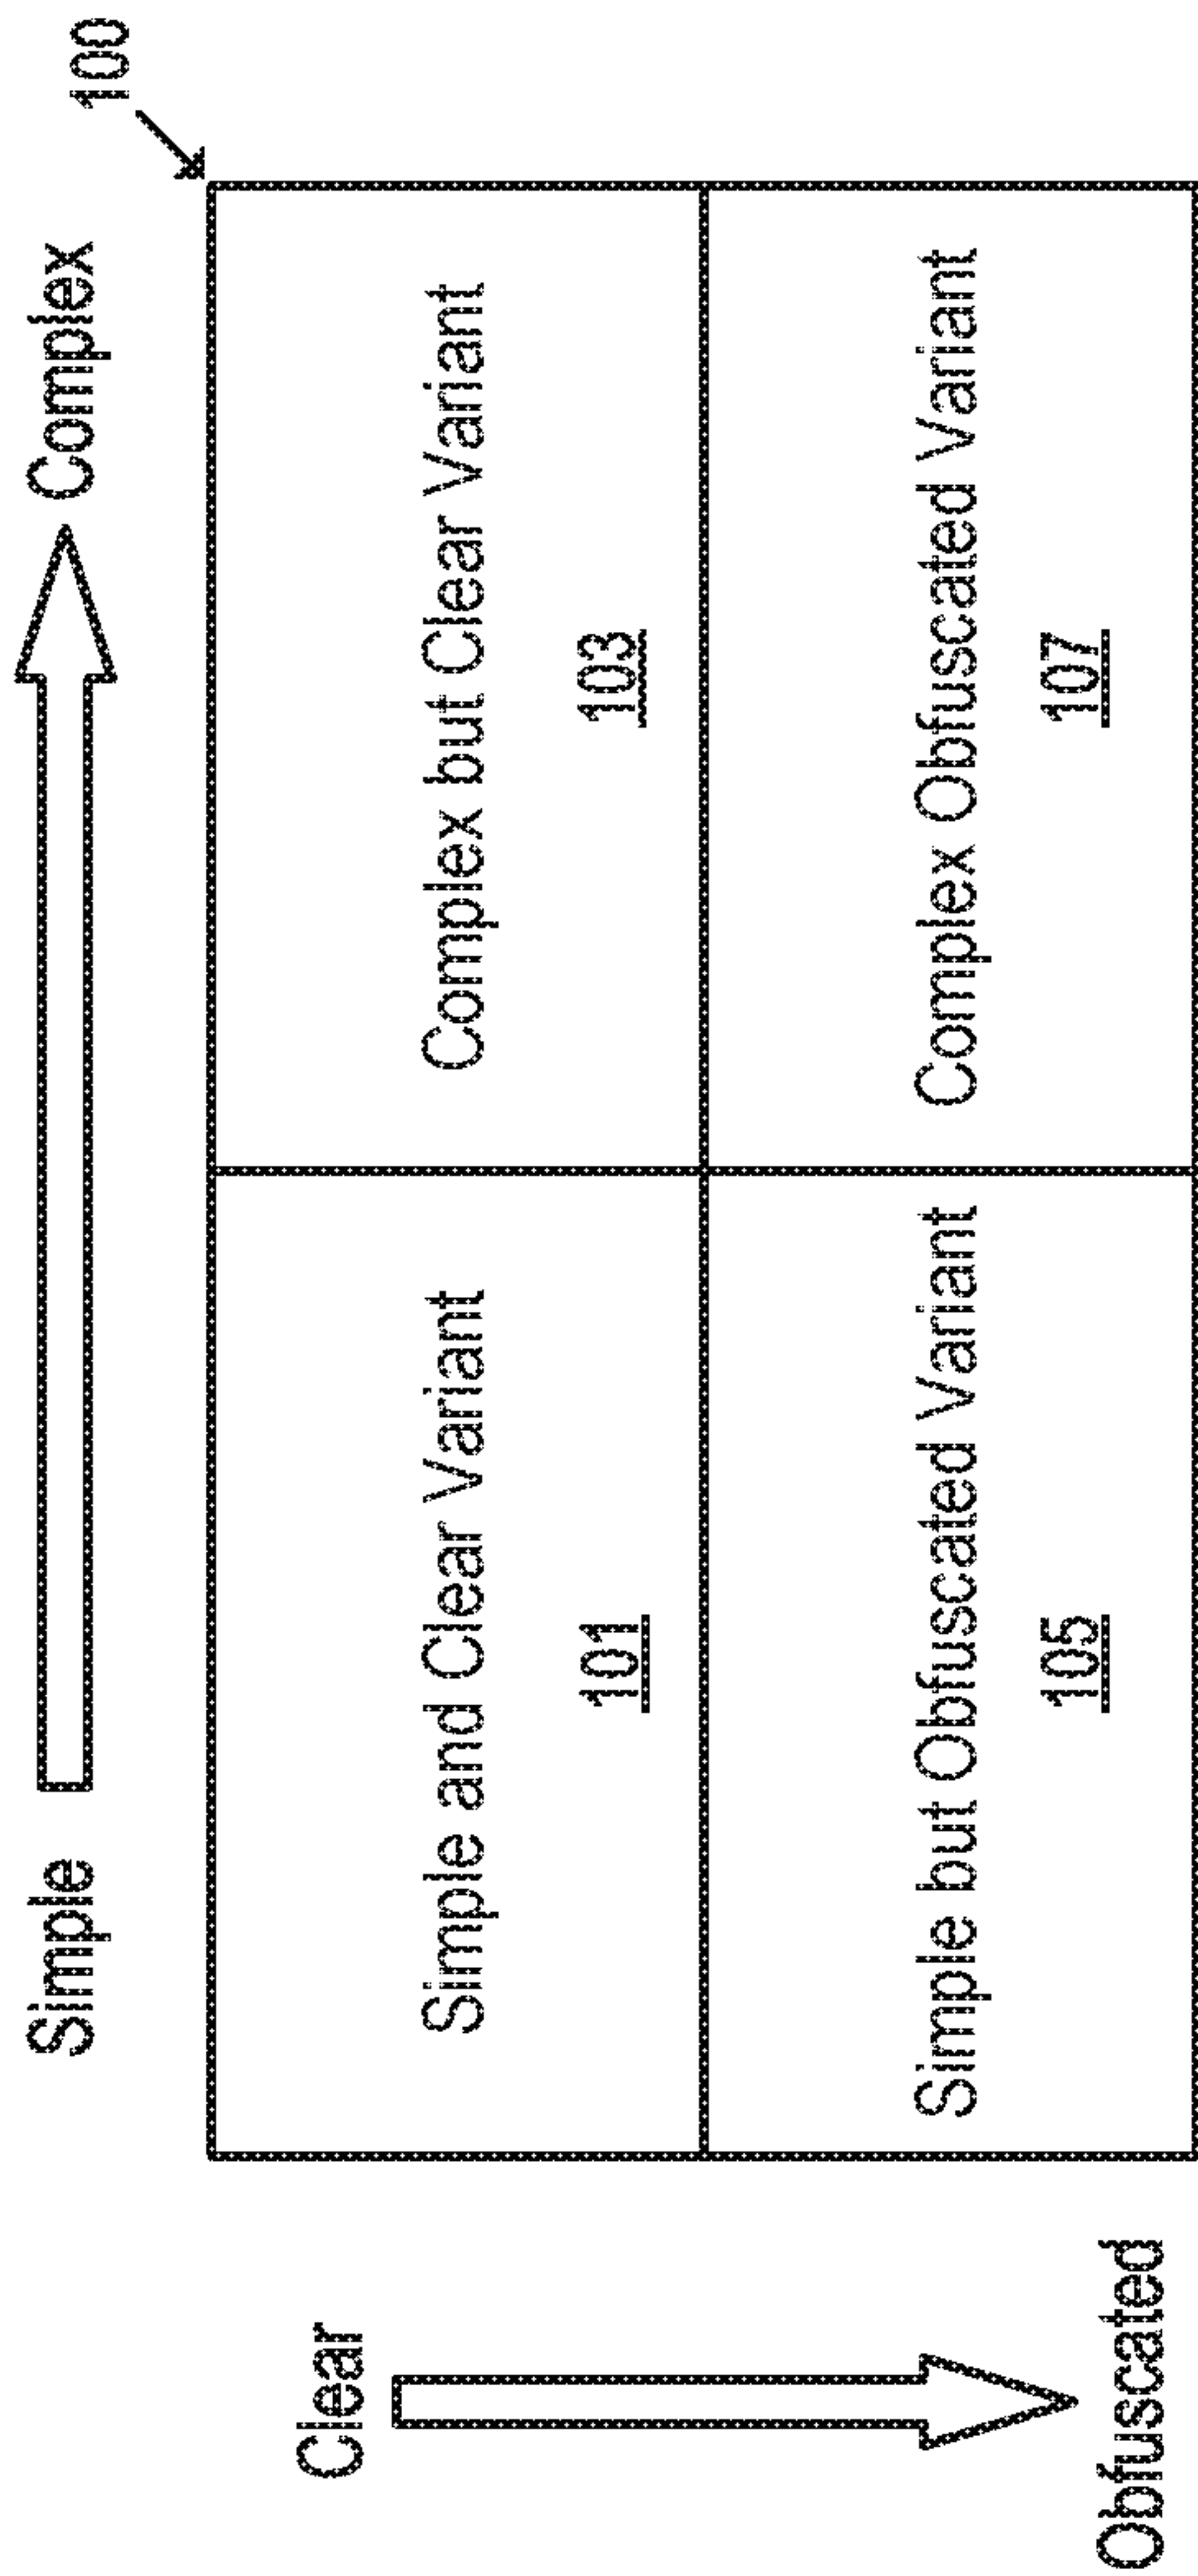 100
Simple
Complex
Clear
Obfuscated
Simple and Clear Variant
101
Complex but Clear Variant
103
Simple but Obfuscated Variant
105
Complex Obfuscated Variant
107